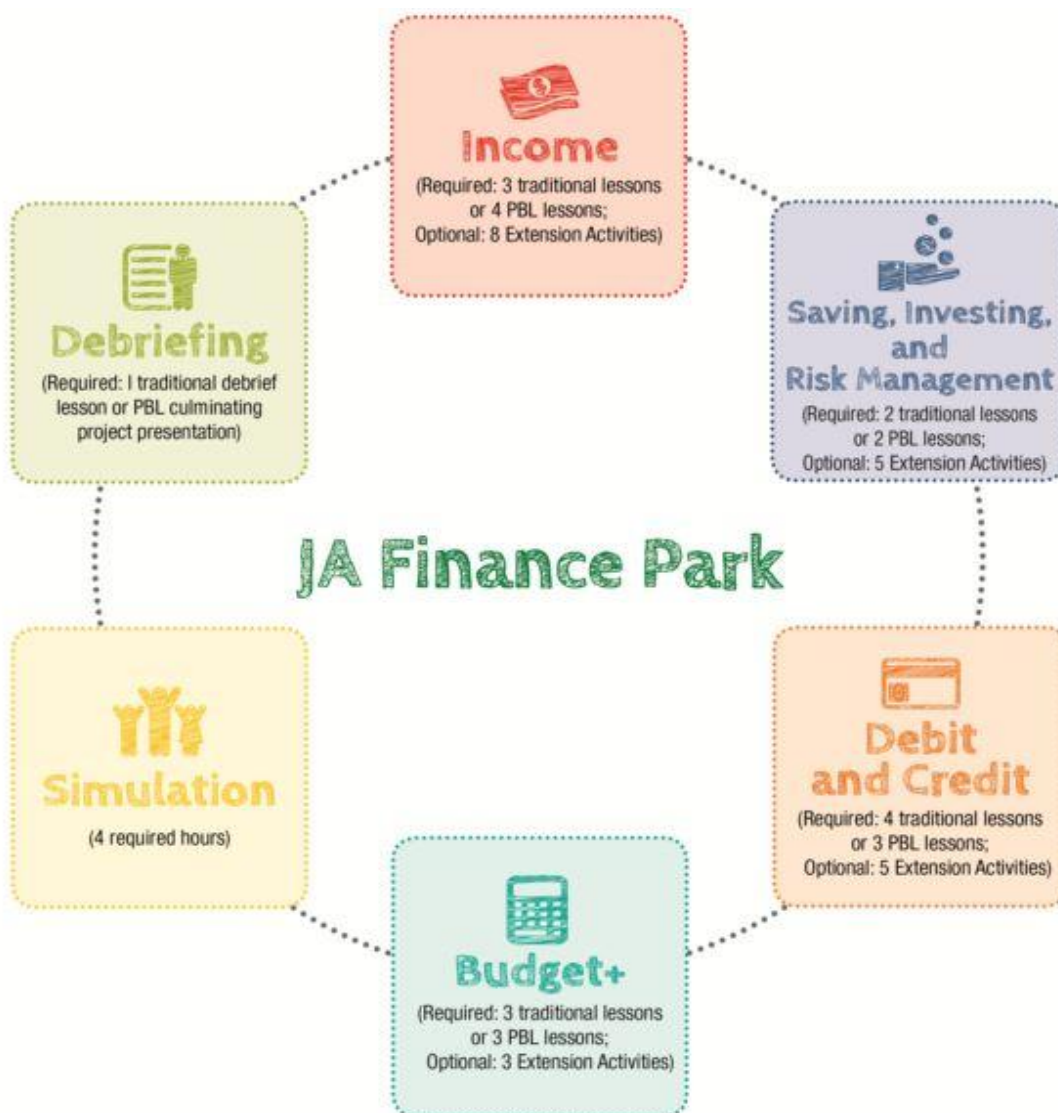 Income
(Required: 3 traditional lessons
or 4 PBL lessons;
Optional: 8 Extension Activities)
Saving, Investing,
and
Risk Management
(Required: 2 traditional lessons
or 2 PBL lessons;
Optional: 5 Extension Activities)
Debit
and Credit
(Required: 4 traditional lessons
or 3 PBL lessons;
Optional: 5 Extension Activities)
Budget+
(Required: 3 traditional lessons
or 3 PBL lessons;
Optional: 3 Extension Activities)
Simulation
(4 required hours)
Debriefing
(Required: I traditional debrief
lesson or PBL culminating
project presentation)
JA Finance Park